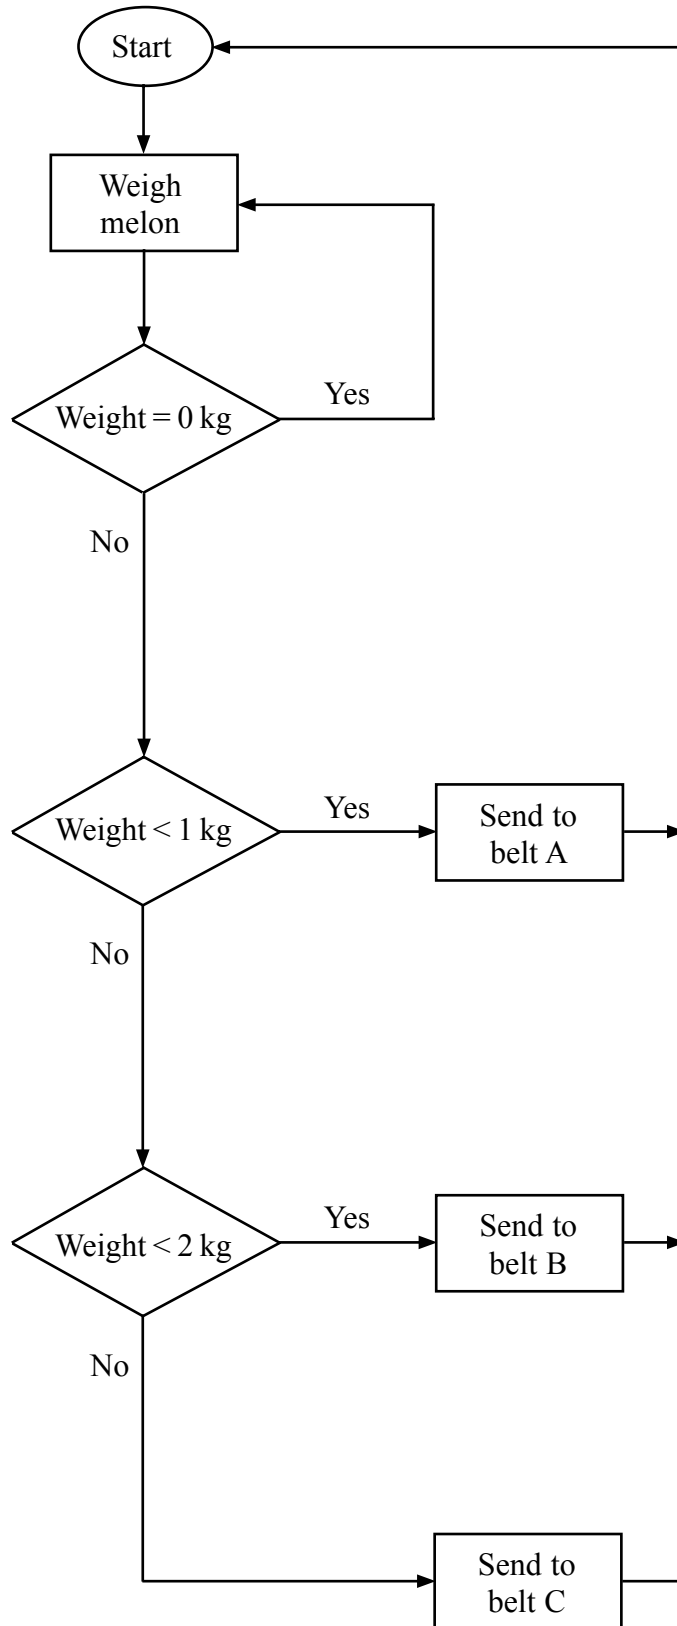 Start
Weigh
melon
Weight = 0 kg
Yes
No
Weight < 1 kg
Yes
Send to
belt A
No
Weight < 2 kg
Yes
Send to
belt B
No
Send to
belt C